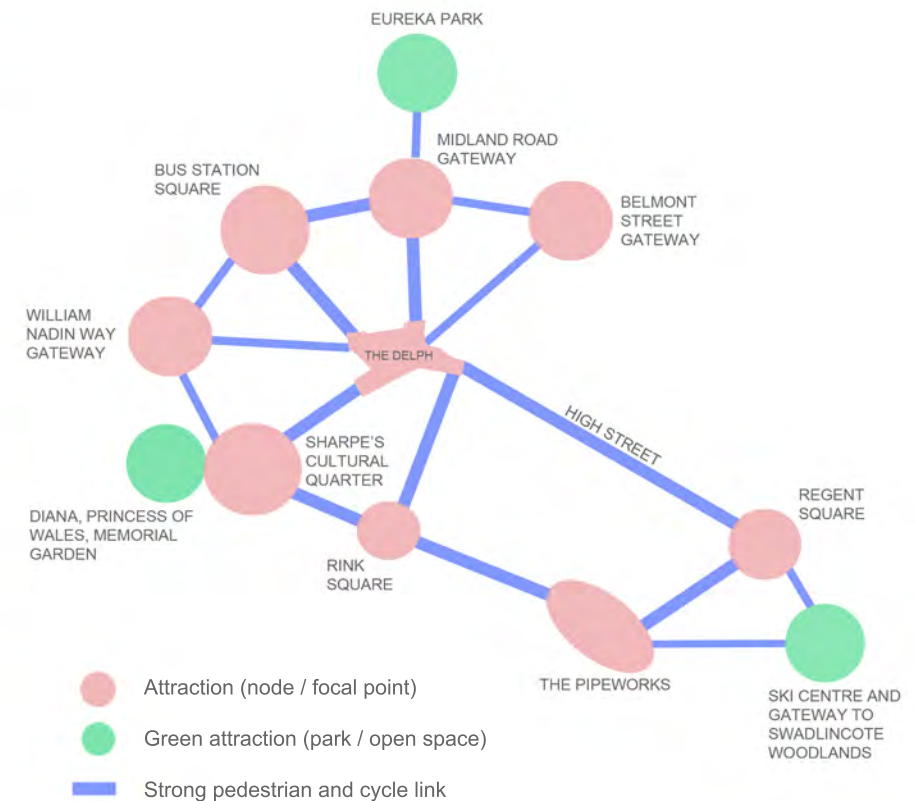 EUREKA PARK
MIDLAND ROAD
GATEWAY
BUS STATION
SQUARE
BELMONT
STREET
GATEWAY
WILLIAM
NADIN WAY
GATEWAY
THE DELPH
HIGH STREET
SHARPE'S
CULTURAL
QUARTER
REGENT
SQUARE
DIANA, PRINCESS OF
WALES, MEMORIAL
GARDEN
RINK
SQUARE
THE PIPEWORKS
SKI CENTRE AND
GATEWAY TO
SWADLINCOTE
WOODLANDS
Attraction (node / focal point)
Green attraction (park / open space)
Strong pedestrian and cycle link